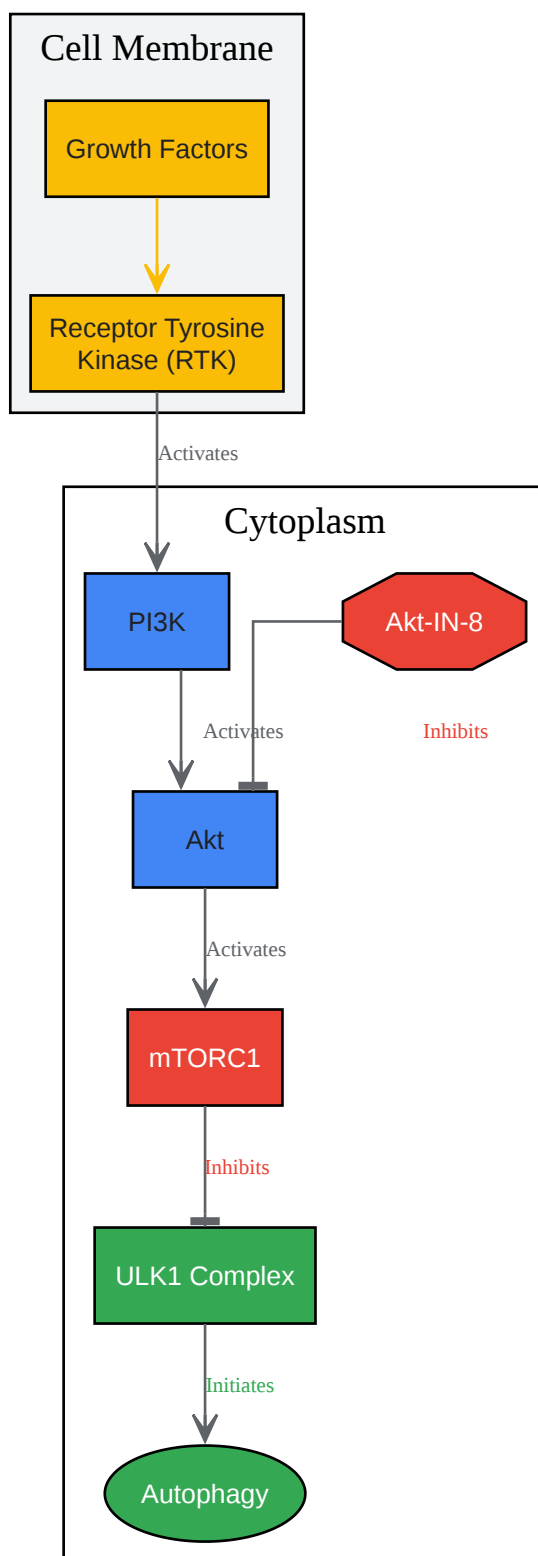 Cell Membrane
Growth Factors
Receptor Tyrosine
Kinase (RTK)
Activates
Cytoplasm
PI3K
Akt-IN-8
Activates
Inhibits
Akt
Activates
mTORC1
Inhibits
ULK1 Complex
Initiates
Autophagy